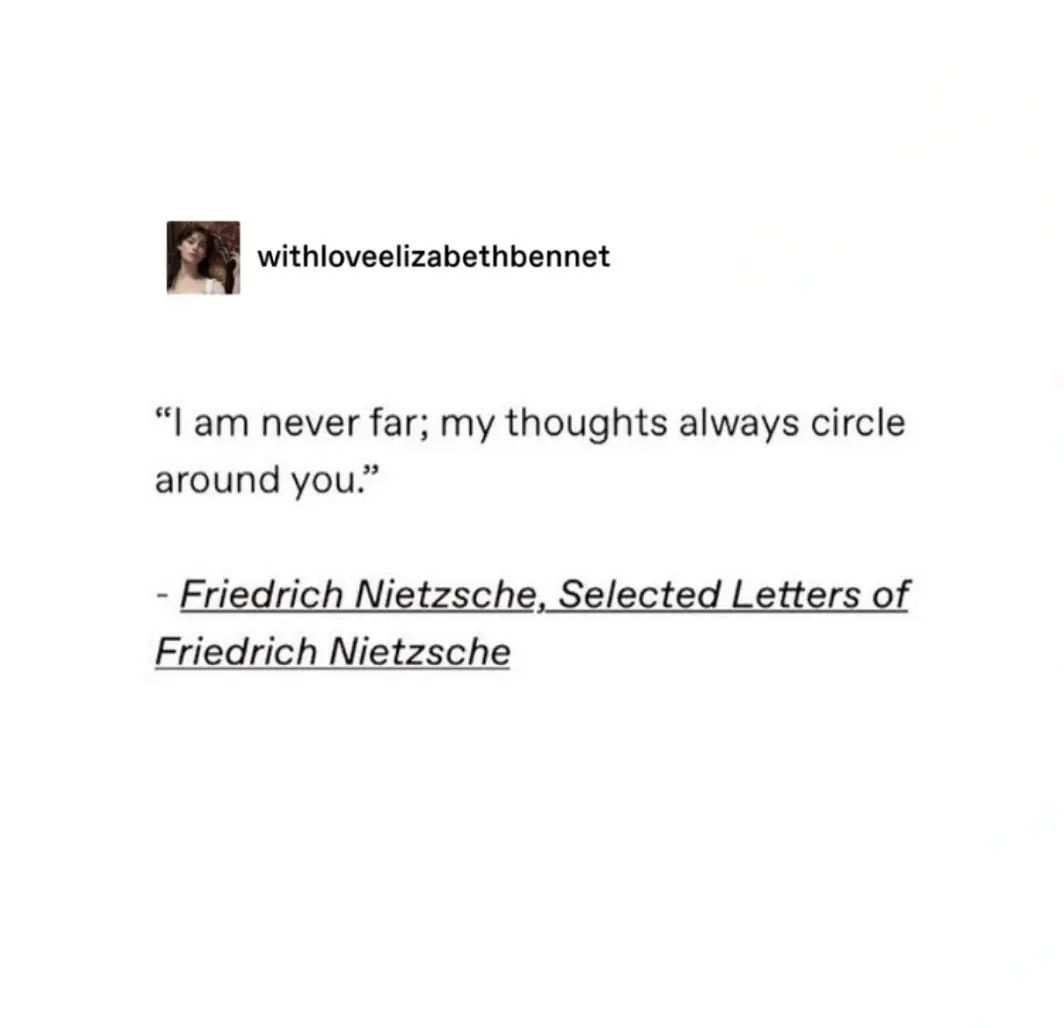 withloveelizabethbennet
“I am never far; my thoughts always circle
around you.”
- Friedrich Nietzsche, Selected Letters of
Friedrich Nietzsche